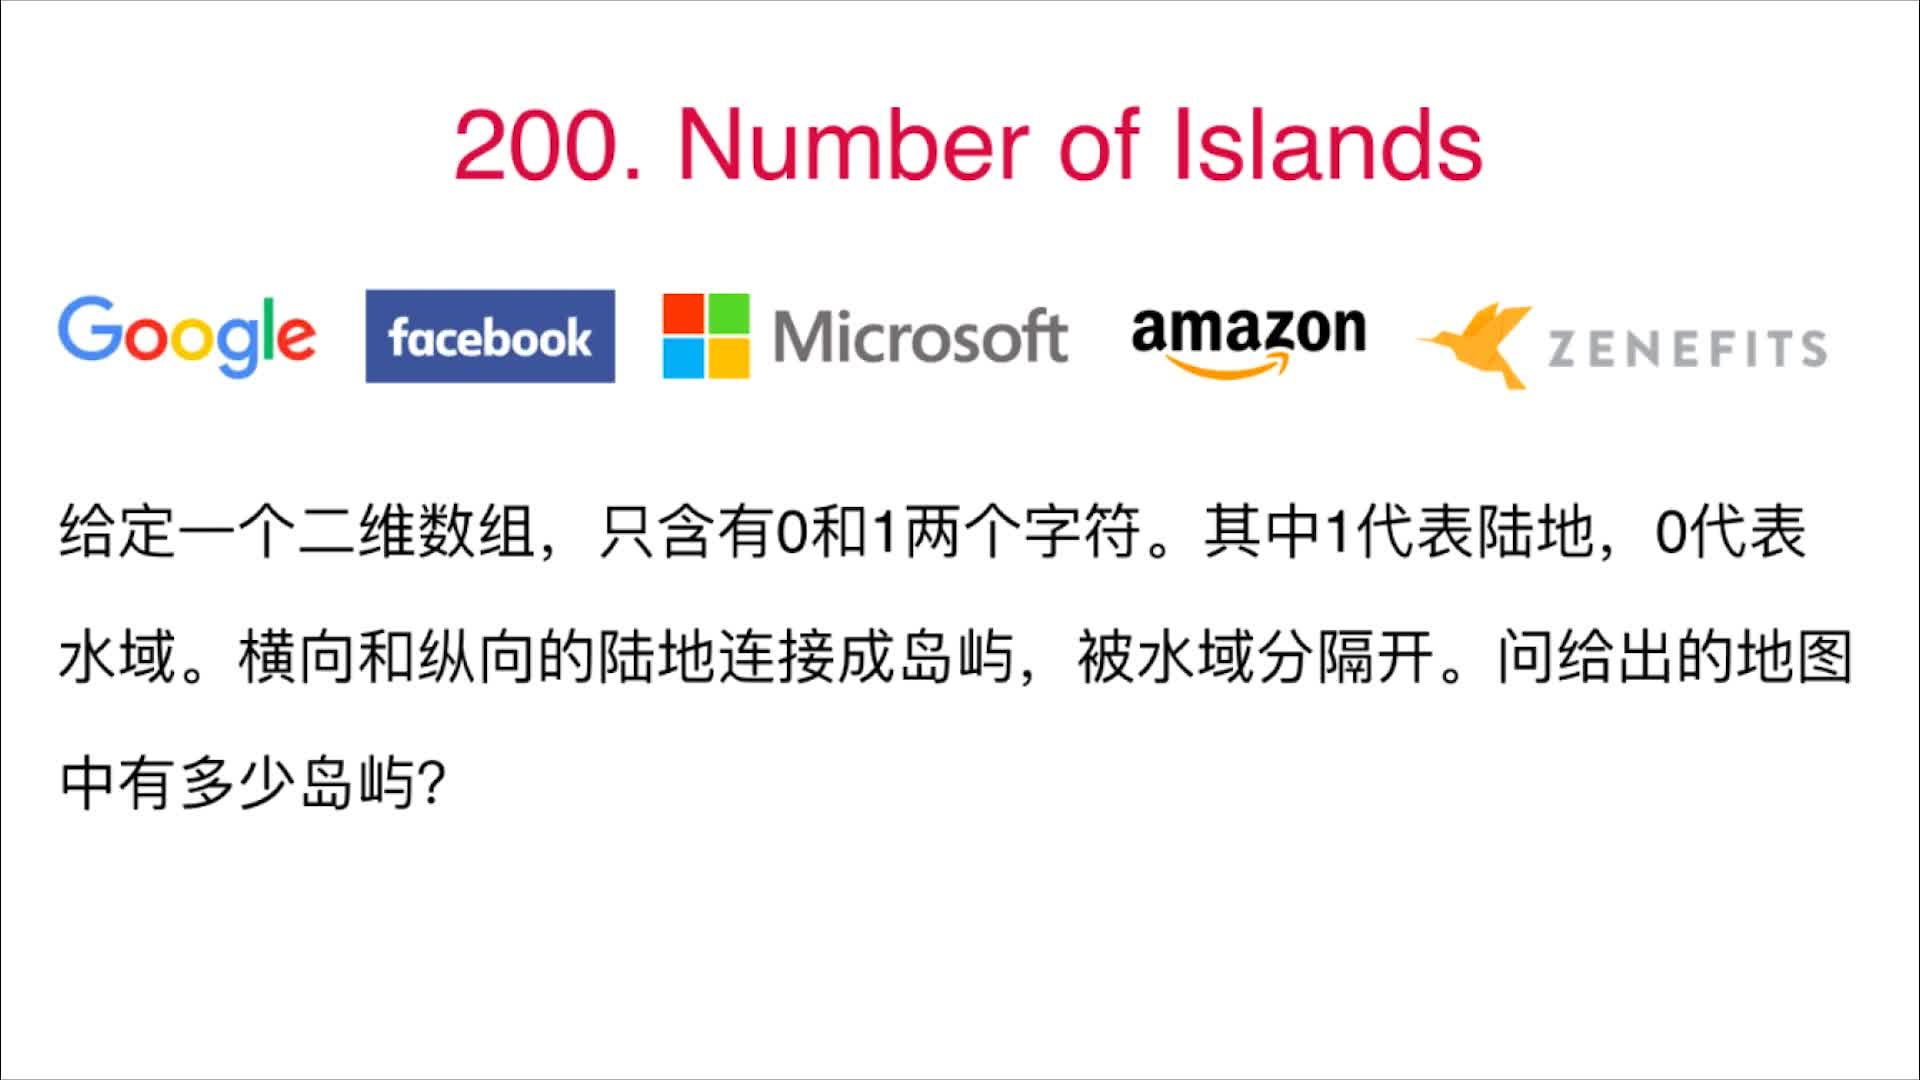 200. Number of Islands
Google facebook Microsoft amazon ZENEFITS
给定一个二维数组，只含有0和1两个字符。其中1代表陆地，0代表
水域。横向和纵向的陆地连接成岛屿，被水域分隔开。问给出的地图
中有多少岛屿?